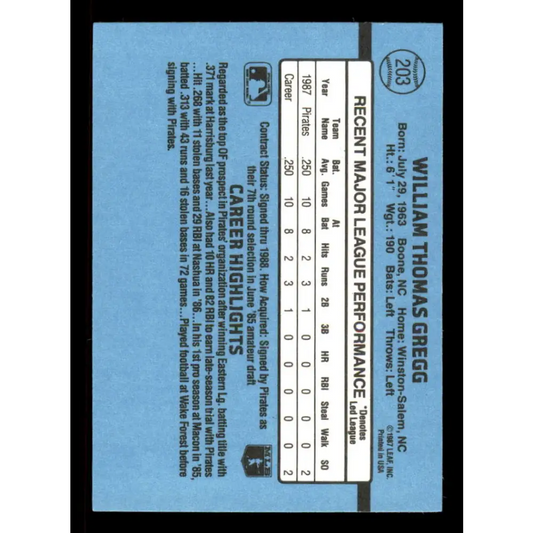 203
WILLIAM THOMAS GREGG
Born: July 29, 1963 Boone, NC Home: Winston-Salem, NC
Ht.: 6' 1" Wgt.: 190 Bats: Left Throws: Left
©1987 LEAF, INC.
Printed in USA
RECENT MAJOR LEAGUE PERFORMANCE
*Denotes
Led League
Year Team Name Bat. Avg. Games At Bat Hits Runs 2B 3B HR RBI Steal Walk SO
1987 Pirates .250 10 8 2 3 1 0 0 0 0 0 2
Career .250 10 8 2 3 1 0 0 0 0 0 2
Contract Status: Signed thru 1988. How Acquired: Signed by Pirates as
their 7th round selection in June '85 amateur draft
CAREER HIGHLIGHTS
Regarded as the top OF prospect in Pirates' organization after winning Eastern Lg. batting title with
.371 mark at Harrisburg last year...Also had 10 HR and 82 RBI to earn late-season trial with Pirates
...Hit .268 with 11 stolen bases and 29 RBI at Nashua in '86...In his 1st pro season at Macon in '85,
batted .313 with 43 runs and 16 stolen bases in 72 games...Played football at Wake Forest before
signing with Pirates.